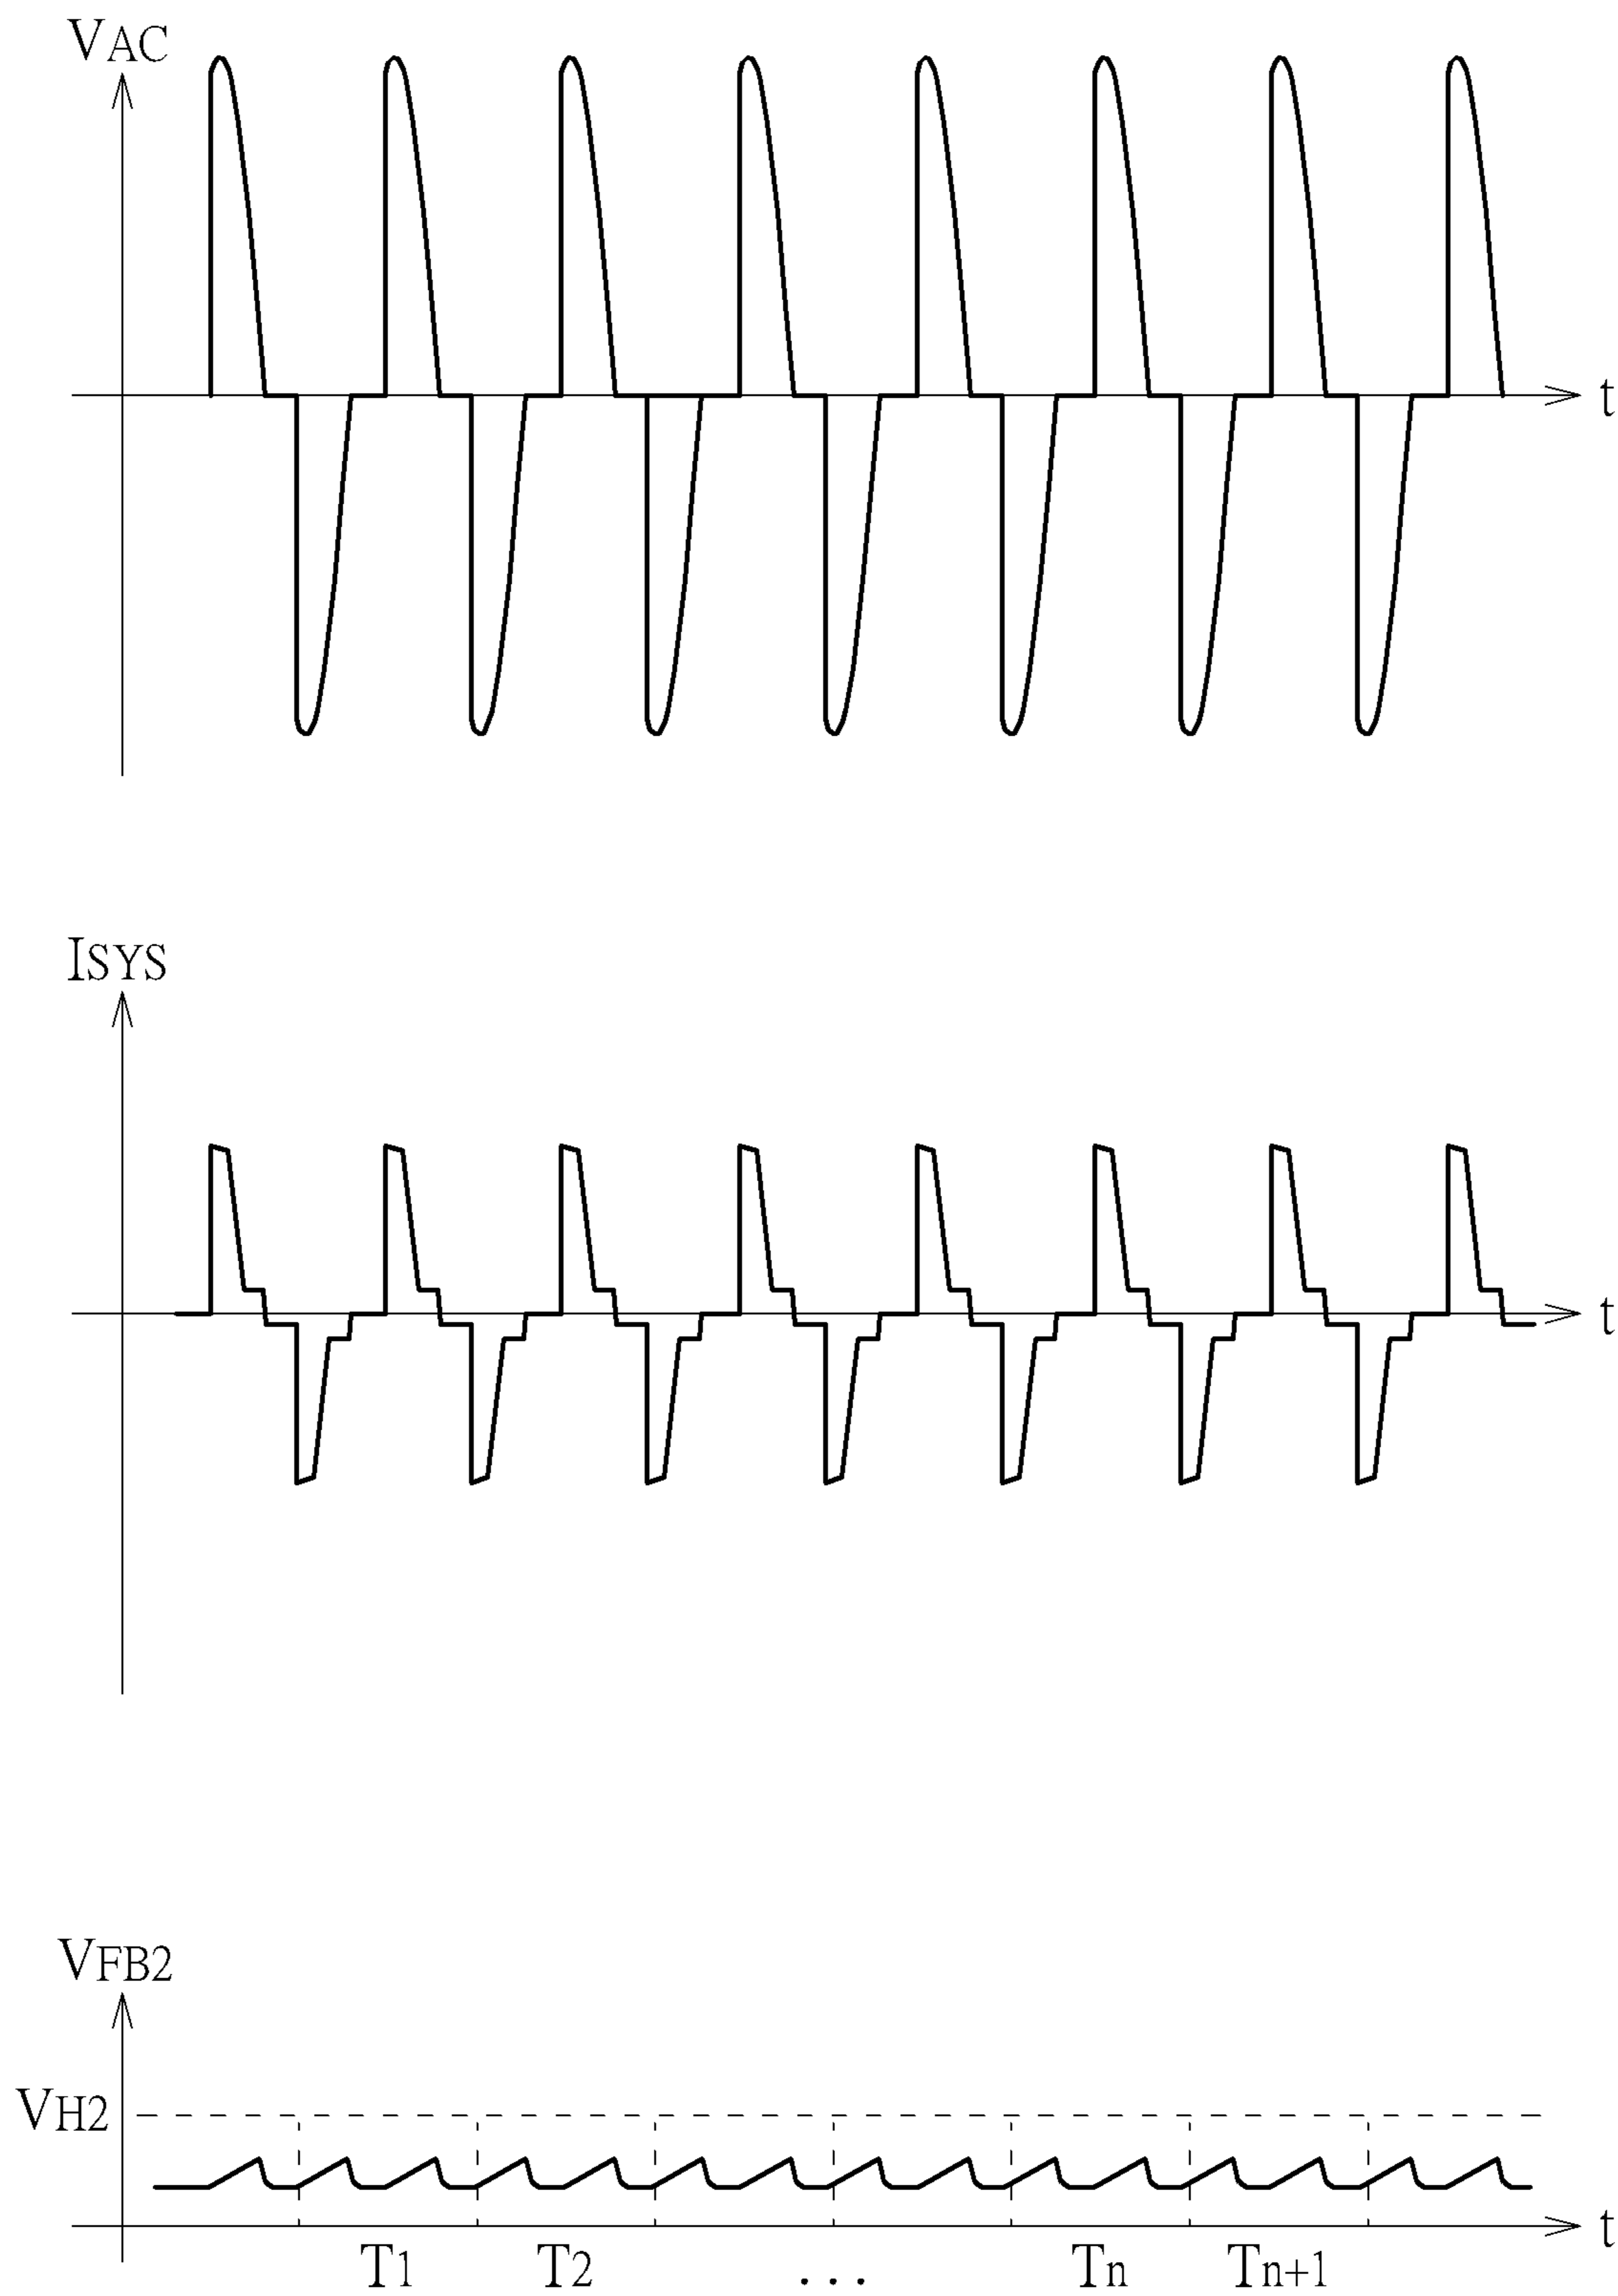 VAC
t
ISYS
t
VFB2
VH2
t
T1 T2 ... Tn Tn+1